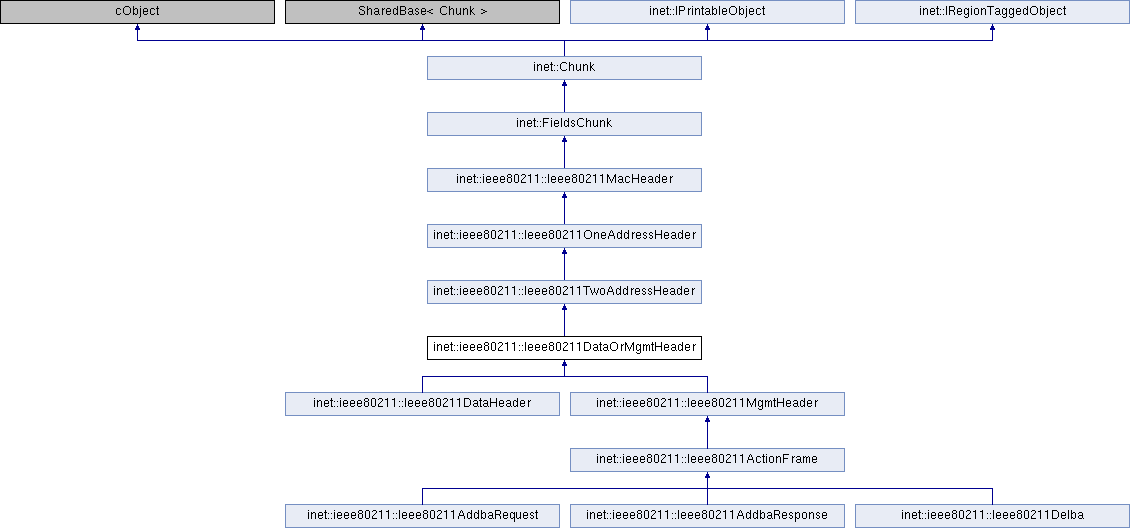 cObject
SharedBase< Chunk >
inet::IPrintableObject
inet::IRegionTaggedObject
inet::Chunk
inet::FieldsChunk
inet::ieee80211::Ieee80211MacHeader
inet::ieee80211::Ieee80211OneAddressHeader
inet::ieee80211::Ieee80211TwoAddressHeader
inet::ieee80211::Ieee80211DataOrMgmtHeader
inet::ieee80211::Ieee80211DataHeader
inet::ieee80211::Ieee80211MgmtHeader
inet::ieee80211::Ieee80211ActionFrame
inet::ieee80211::Ieee80211AddbaRequest
inet::ieee80211::Ieee80211AddbaResponse
inet::ieee80211::Ieee80211Delba